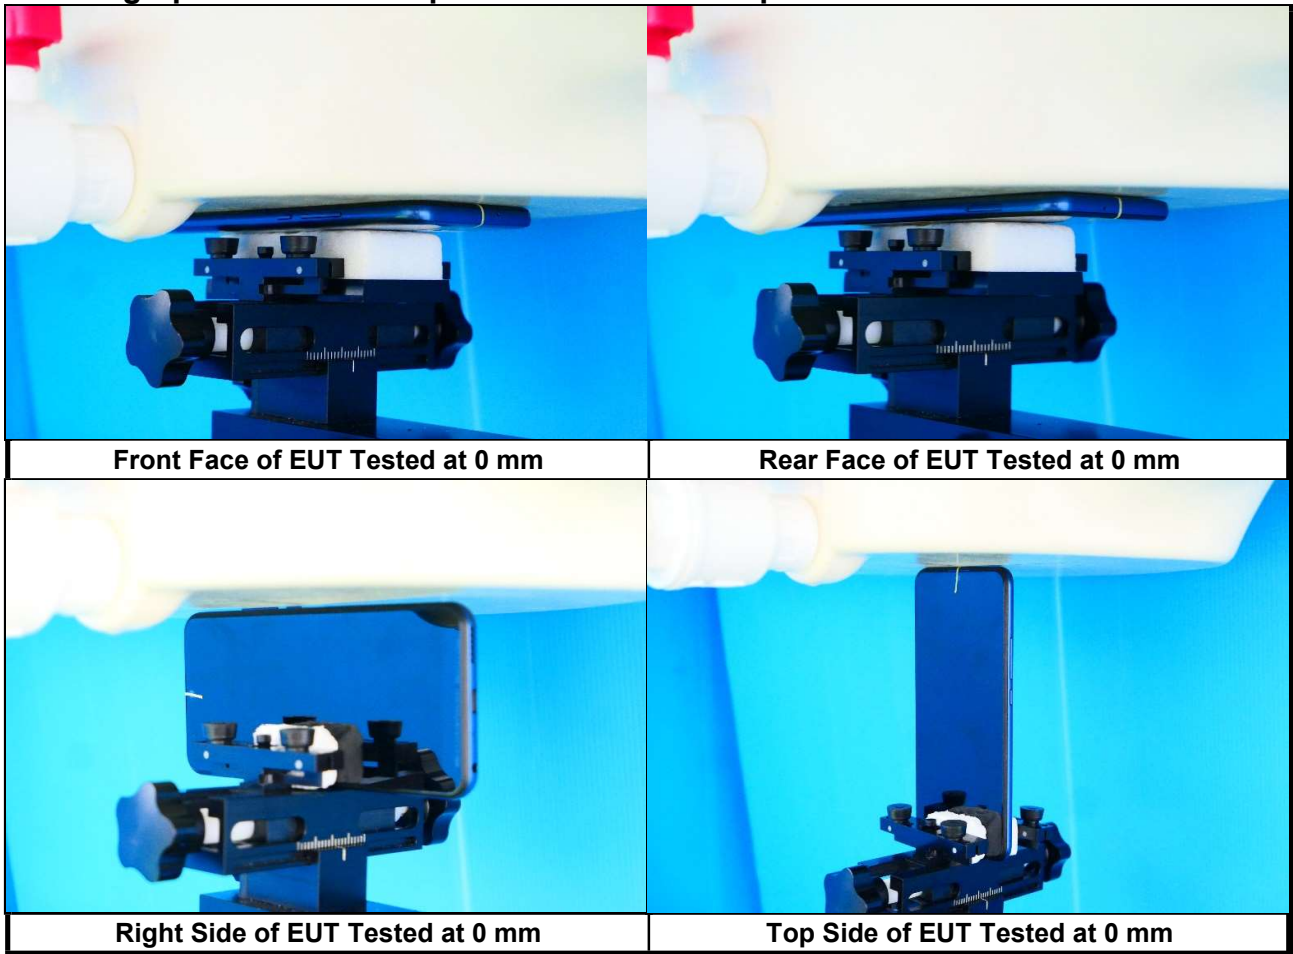 Front Face of EUT Tested at 0 mm
Rear Face of EUT Tested at 0 mm
Right Side of EUT Tested at 0 mm
Top Side of EUT Tested at 0 mm